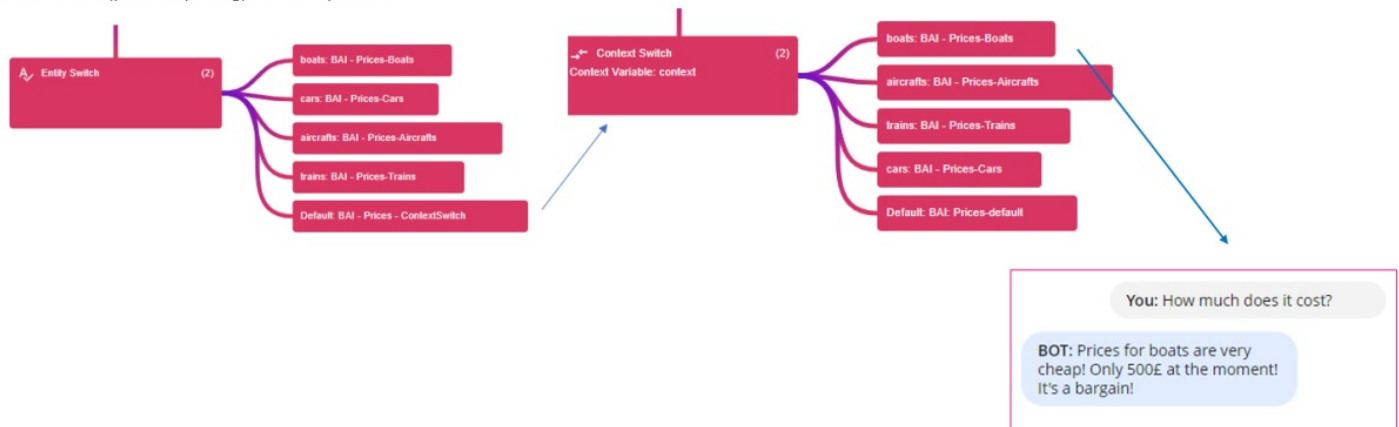 Entity Switch (2)
boats: BAI - Prices-Boats
cars: BAI - Prices-Cars
aircrafts: BAI - Prices-Aircrafts
trains: BAI - Prices-Trains
Default: BAI - Prices - ContextSwitch
Context Switch (2)
Context Variable: context
boats: BAI - Prices-Boats
aircrafts: BAI - Prices-Aircrafts
trains: BAI - Prices-Trains
cars: BAI - Prices-Cars
Default: BAI: Prices-default
You: How much does it cost?
BOT: Prices for boats are very
cheap! Only 500£ at the moment!
It's a bargain!